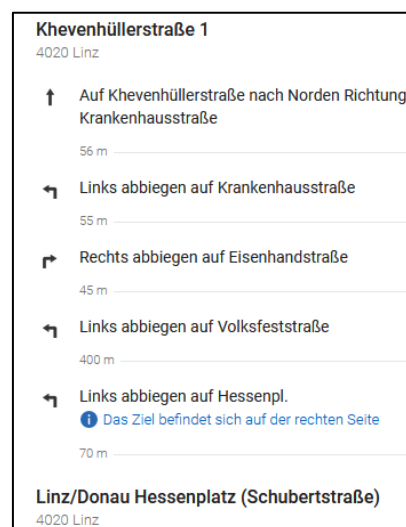 Khevenhüllerstraße 1
4020 Linz
Auf Khevenhüllerstraße nach Norden Richtung
Krankenhausstraße
56 m
Links abbiegen auf Krankenhausstraße
55 m
Rechts abbiegen auf Eisenhandstraße
45 m
Links abbiegen auf Volksfeststraße
400 m
Links abbiegen auf Hessenpl.
Das Ziel befindet sich auf der rechten Seite
70 m
Linz/Donau Hessenplatz (Schubertstraße)
4020 Linz